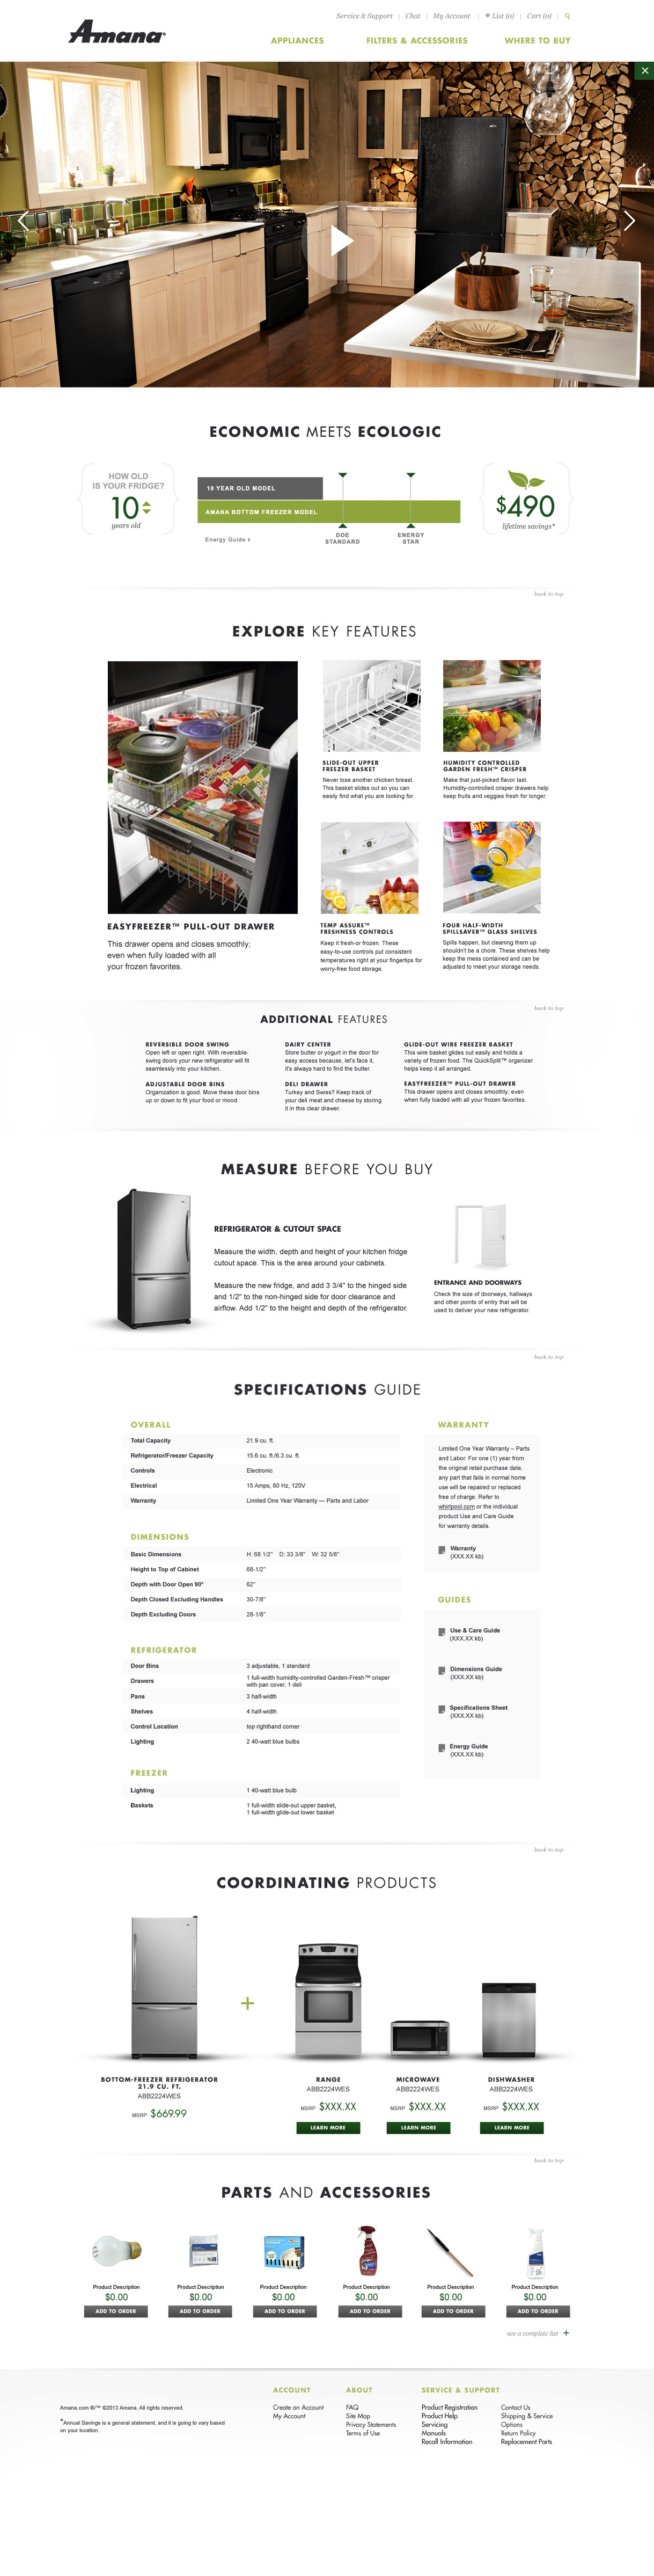 Service & Support | Chat | My Account | List (0) | Cart (0) |
Amana®
APPLIANCES FILTERS & ACCESSORIES WHERE TO BUY
ECONOMIC MEETS ECOLOGIC
HOW OLD
IS YOUR FRIDGE?
10
years old
10 YEAR OLD MODEL
AMANA BOTTOM FREEZER MODEL
Energy Guide
DOE
STANDARD
ENERGY
STAR
$490
lifetime savings*
back to top
EXPLORE KEY FEATURES
EASYFREEZER™ PULL-OUT DRAWER
This drawer opens and closes smoothly;
even when fully loaded with all
your frozen favorites.
SLIDE-OUT UPPER
FREEZER BASKET
Never lose another chicken breast.
This basket slides out so you can
easily find what you are looking for.
HUMIDITY CONTROLLED
GARDEN FRESH™ CRISPER
Make that just-picked flavor last.
Humidity-controlled crisper drawers help
keep fruits and veggies fresh for longer.
TEMP ASSURE™
FRESHNESS CONTROLS
Keep it fresh-or frozen. These
easy-to-use controls put consistent
temperatures right at your fingertips for
worry-free food storage.
FOUR HALF-WIDTH
SPILLSAVER™ GLASS SHELVES
Spills happen, but cleaning them up
shouldn't be a chore. These shelves help
keep the mess contained and can be
adjusted to meet your storage needs.
back to top
ADDITIONAL FEATURES
REVERSIBLE DOOR SWING
Open left or open right. With reversible-
swing doors your new refrigerator will fit
seamlessly into your kitchen.
ADJUSTABLE DOOR BINS
Organization is good. Move these door bins
up or down to fit your food or mood.
DAIRY CENTER
Store butter or yogurt in the door for
easy access because, let's face it,
it's always hard to find the butter.
DELI DRAWER
Turkey and Swiss? Keep track of
your deli meat and cheese by storing
it in this clear drawer.
GLIDE-OUT WIRE FREEZER BASKET
This wire basket glides out easily and holds a
variety of frozen food. The QuickSplit™ organizer
helps keep it all arranged.
EASYFREEZER™ PULL-OUT DRAWER
This drawer opens and closes smoothly; even
when fully loaded with all your frozen favorites.
MEASURE BEFORE YOU BUY
REFRIGERATOR & CUTOUT SPACE
Measure the width, depth and height of your kitchen fridge
cutout space. This is the area around your cabinets.
Measure the new fridge, and add 3 3/4" to the hinged side
and 1/2" to the non-hinged side for door clearance and
airflow. Add 1/2" to the height and depth of the refrigerator.
ENTRANCE AND DOORWAYS
Check the size of doorways, hallways
and other points of entry that will be
used to deliver your new refrigerator.
back to top
SPECIFICATIONS GUIDE
OVERALL
Total Capacity 21.9 cu. ft.
Refrigerator/Freezer Capacity 15.6 cu. ft./6.3 cu. ft.
Controls Electronic
Electrical 15 Amps, 60 Hz, 120V
Warranty Limited One Year Warranty — Parts and Labor
DIMENSIONS
Basic Dimensions H: 68 1/2" D: 33 3/8" W: 32 5/8"
Height to Top of Cabinet 68-1/2"
Depth with Door Open 90° 62"
Depth Closed Excluding Handles 30-7/8"
Depth Excluding Doors 28-1/8"
REFRIGERATOR
Door Bins 3 adjustable, 1 standard
Drawers 1 full-width humidity-controlled Garden-Fresh™ crisper
with pan cover, 1 deli
Pans 3 half-width
Shelves 4 half-width
Control Location top righthand corner
Lighting 2 40-watt blue bulbs
FREEZER
Lighting 1 40-watt blue bulb
Baskets 1 full-width slide-out upper basket,
1 full-width glide-out lower basket
WARRANTY
Limited One Year Warranty – Parts
and Labor. For one (1) year from
the original retail purchase date,
any part that fails in normal home
use will be repaired or replaced
free of charge. Refer to
whirlpool.com or the individual
product Use and Care Guide
for warranty details.
Warranty
(XXX.XX kb)
GUIDES
Use & Care Guide
(XXX.XX kb)
Dimensions Guide
(XXX.XX kb)
Specifications Sheet
(XXX.XX kb)
Energy Guide
(XXX.XX kb)
back to top
COORDINATING PRODUCTS
+
BOTTOM-FREEZER REFRIGERATOR
21.9 CU. FT.
ABB2224WES
MSRP $669.99
RANGE
ABB2224WES
MSRP $XXX.XX
LEARN MORE
MICROWAVE
ABB2224WES
MSRP $XXX.XX
LEARN MORE
DISHWASHER
ABB2224WES
MSRP $XXX.XX
LEARN MORE
back to top
PARTS AND ACCESSORIES
Product Description Product Description Product Description Product Description Product Description Product Description
$0.00 $0.00 $0.00 $0.00 $0.00 $0.00
ADD TO ORDER ADD TO ORDER ADD TO ORDER ADD TO ORDER ADD TO ORDER ADD TO ORDER
see a complete list +
Amana.com ®/™ ©2013 Amana. All rights reserved.
*Annual Savings is a general statement, and it is going to vary based
on your location.
ACCOUNT
Create an Account
My Account
ABOUT
FAQ
Site Map
Privacy Statements
Terms of Use
SERVICE & SUPPORT
Product Registration
Product Help
Servicing
Manuals
Recall Information
Contact Us
Shipping & Service
Options
Return Policy
Replacement Parts